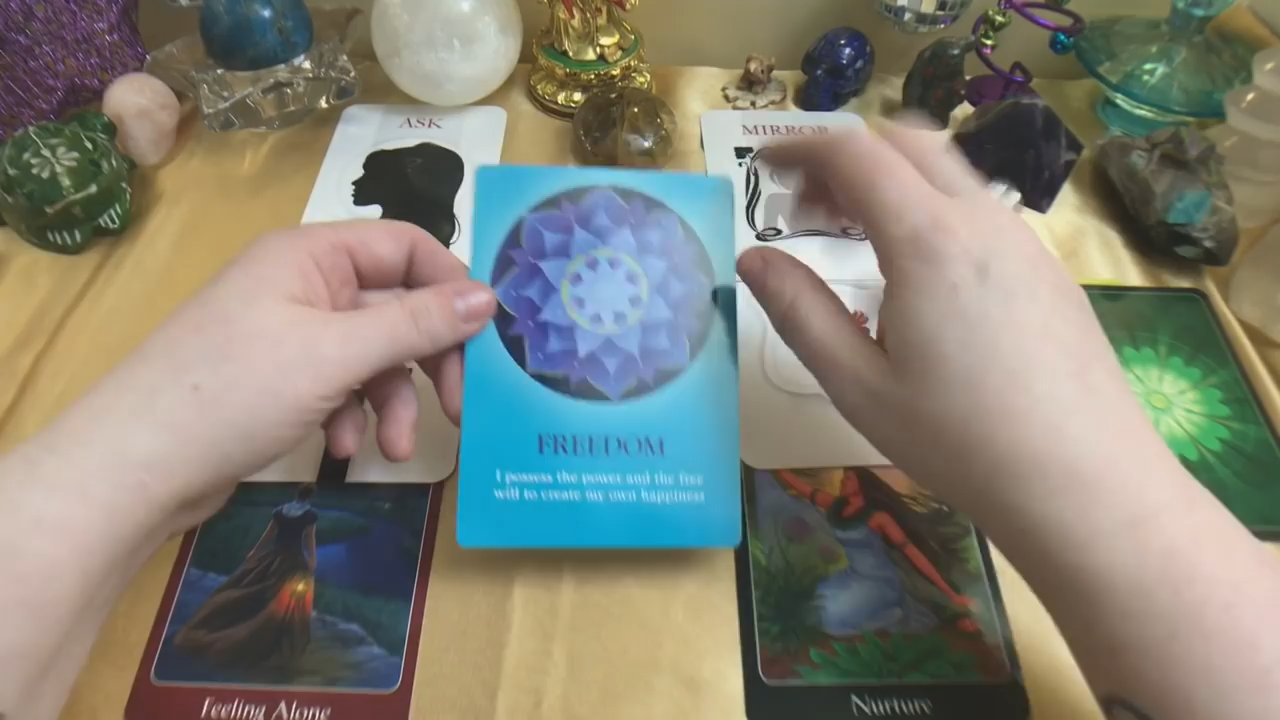 ASK
MIRROR
FREEDOM
I possess the power and the free
will to create my own happiness
Feeling Alone
Nurture